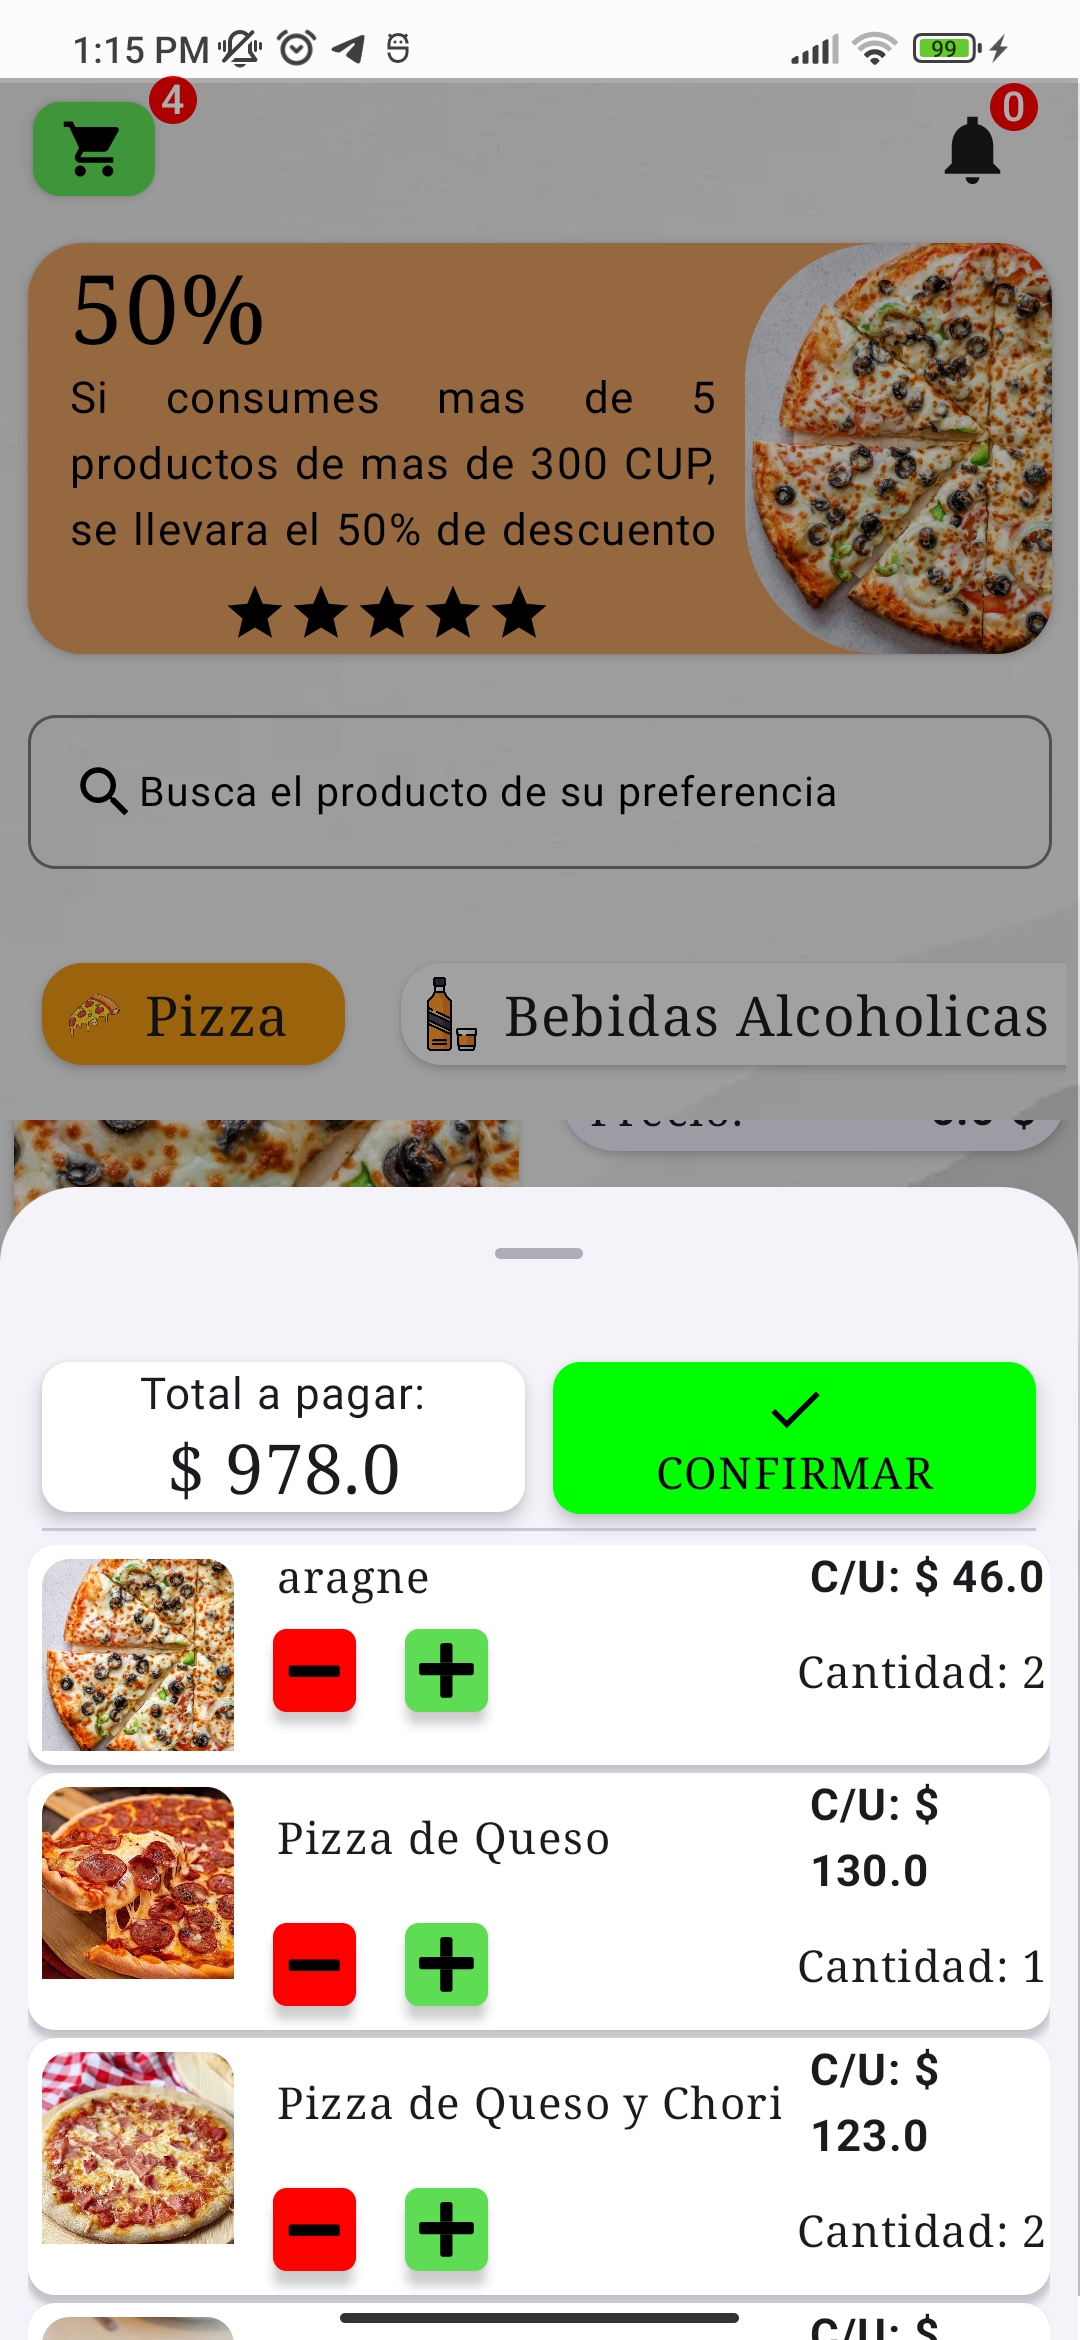 1:15 PM
99
4
0
50%
Si consumes mas de 5
productos de mas de 300 CUP,
se llevara el 50% de descuento
Busca el producto de su preferencia
Pizza
Bebidas Alcoholicas
Total a pagar:
$ 978.0
CONFIRMAR
aragne
C/U: $ 46.0
Cantidad: 2
Pizza de Queso
C/U: $
130.0
Cantidad: 1
Pizza de Queso y Chori
C/U: $
123.0
Cantidad: 2
C/U: $